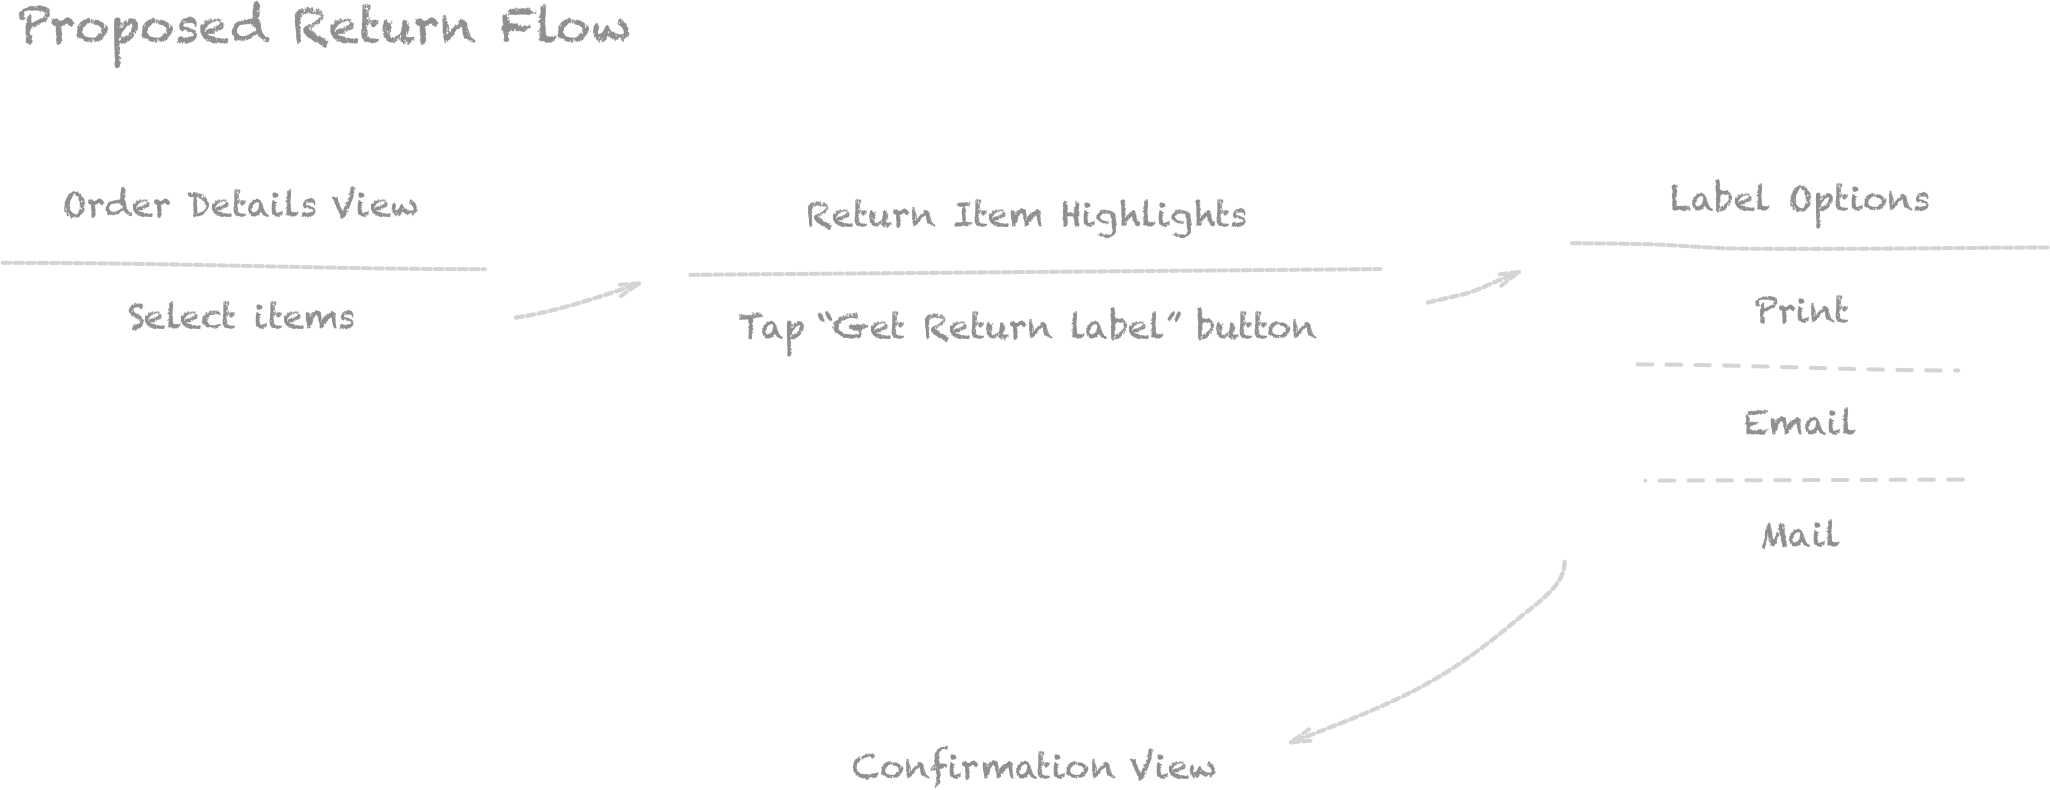 Proposed Return Flow
Order Details View
Select items
Return Item Highlights
Tap “Get Return label” button
Label Options
Print
Email
Mail
Confirmation View